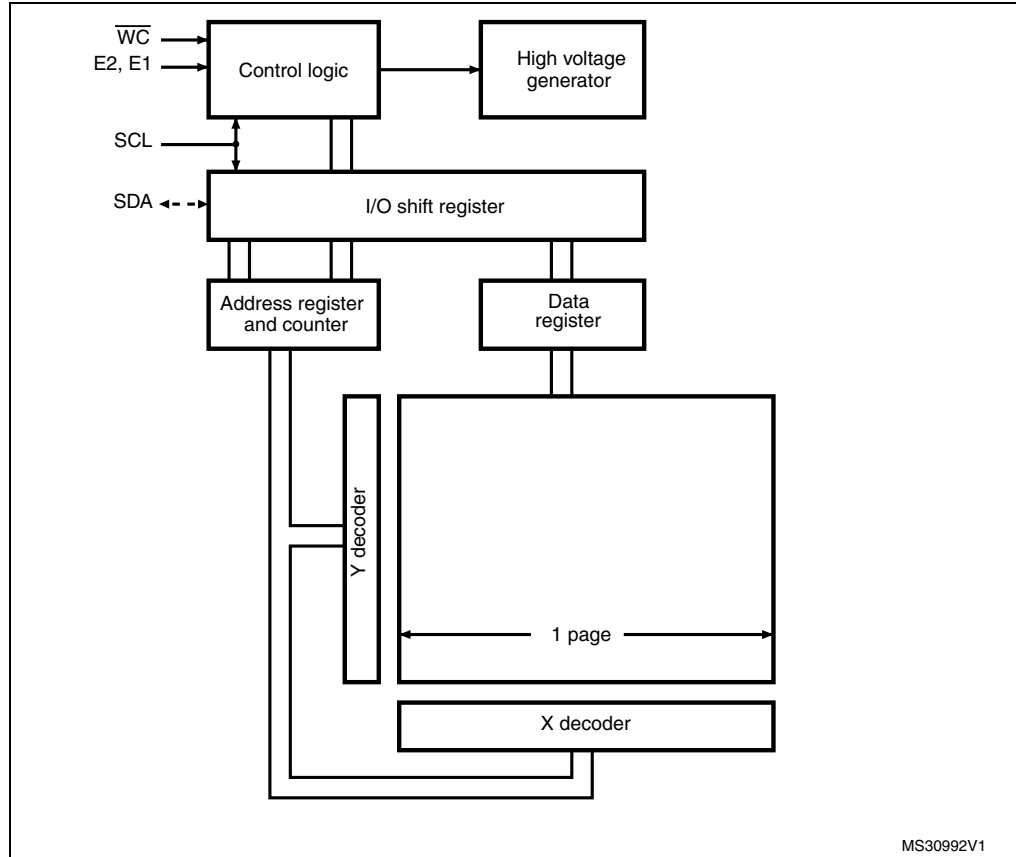 W̅C̅
E2, E1
Control logic
High voltage
generator
SCL
SDA
I/O shift register
Address register
and counter
Data
register
Y decoder
1 page
X decoder
MS30992V1